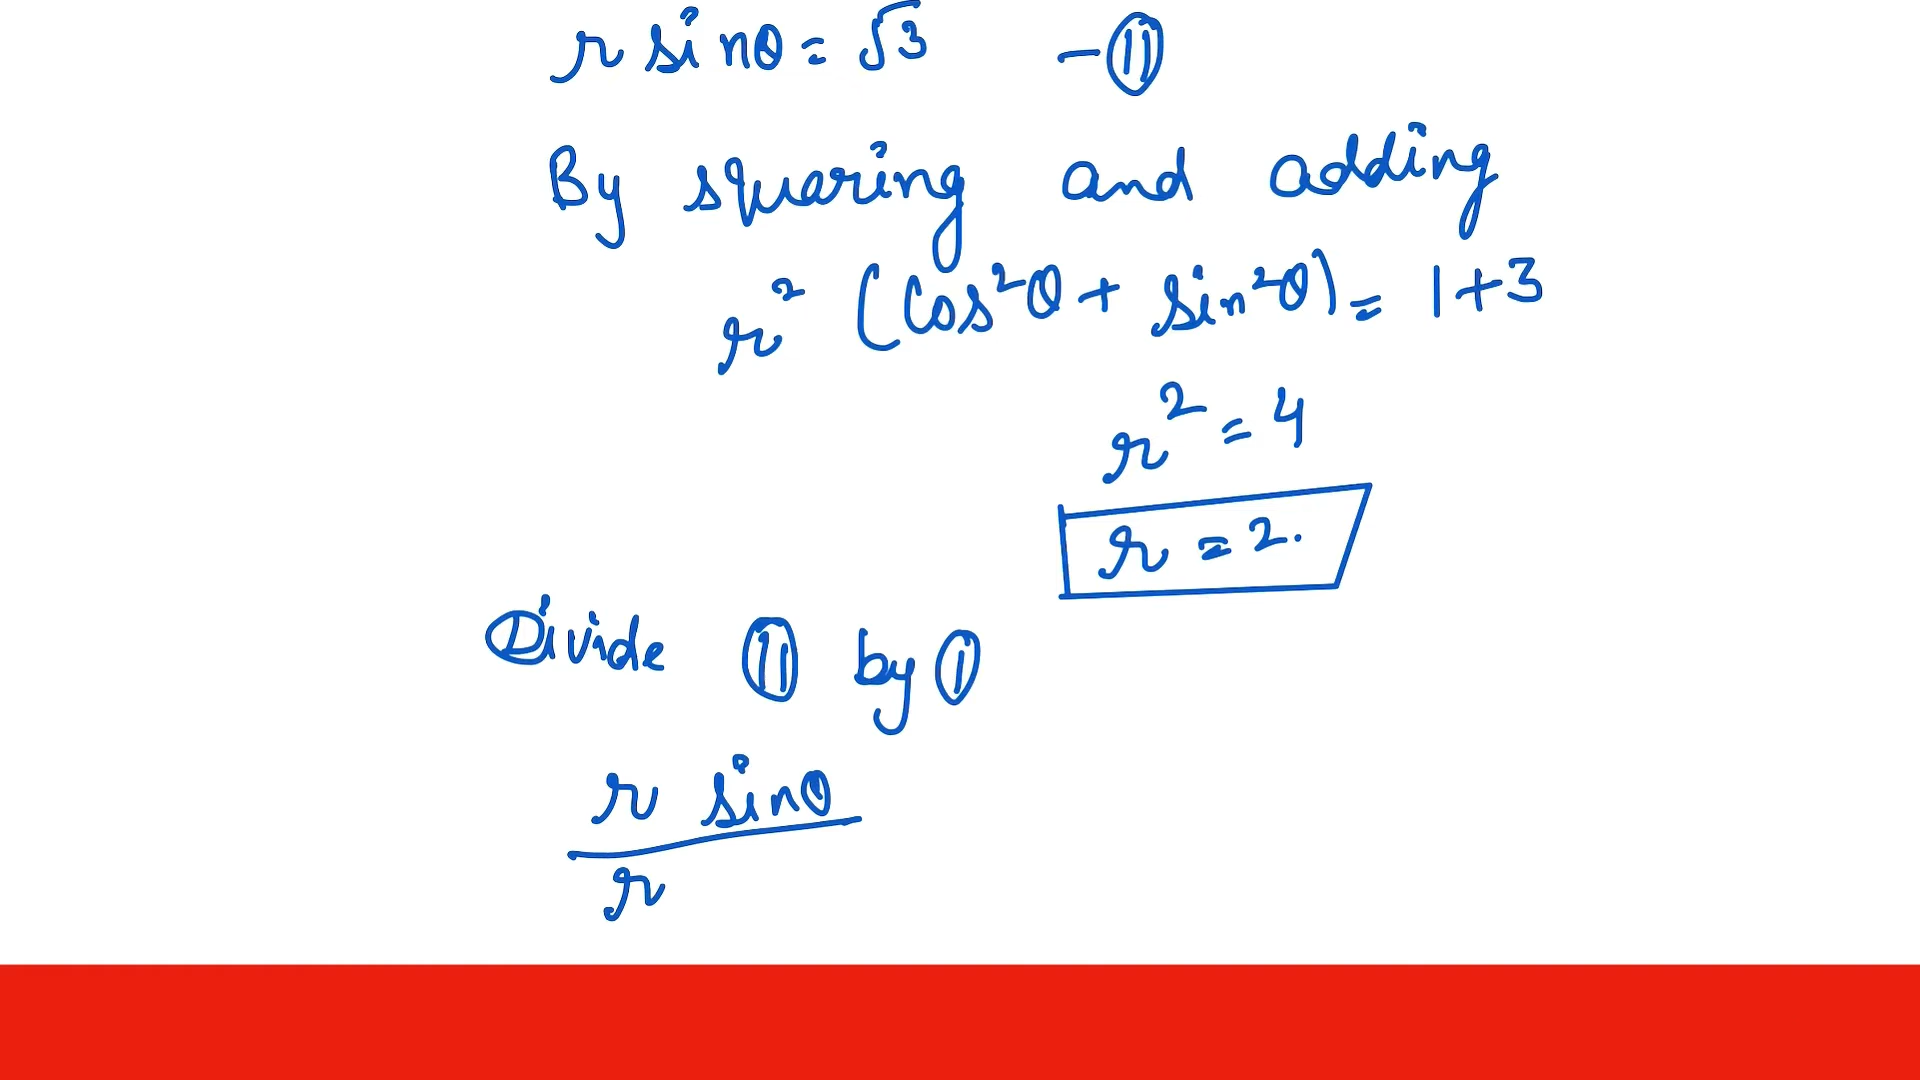 r sinθ = √3 - (II)
By squaring and adding
r² (Cos²θ + sin²θ) = 1+3
r² = 4
r = 2.
Divide (II) by (I)
r sinθ
r